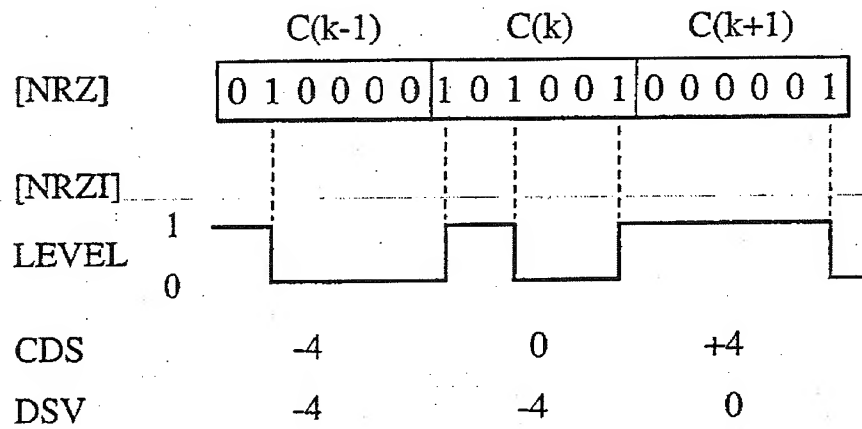 C(k-1) C(k) C(k+1)
[NRZ] 0 1 0 0 0 0 1 0 1 0 0 1 0 0 0 0 0 1
[NRZI]
1
LEVEL
0
CDS -4 0 +4
DSV -4 -4 0